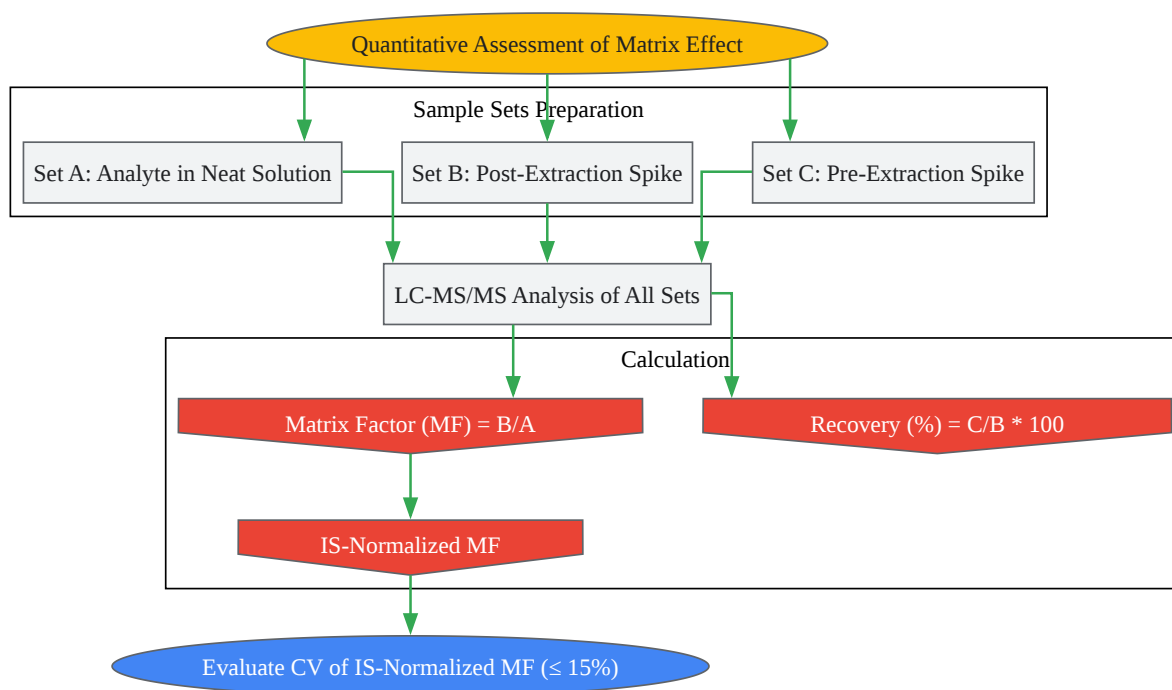 Quantitative Assessment of Matrix Effect
Sample Sets Preparation
Set A: Analyte in Neat Solution
Set B: Post-Extraction Spike
Set C: Pre-Extraction Spike
LC-MS/MS Analysis of All Sets
Calculation
Matrix Factor (MF) = B/A
Recovery (%) = C/B * 100
IS-Normalized MF
Evaluate CV of IS-Normalized MF (≤ 15%)